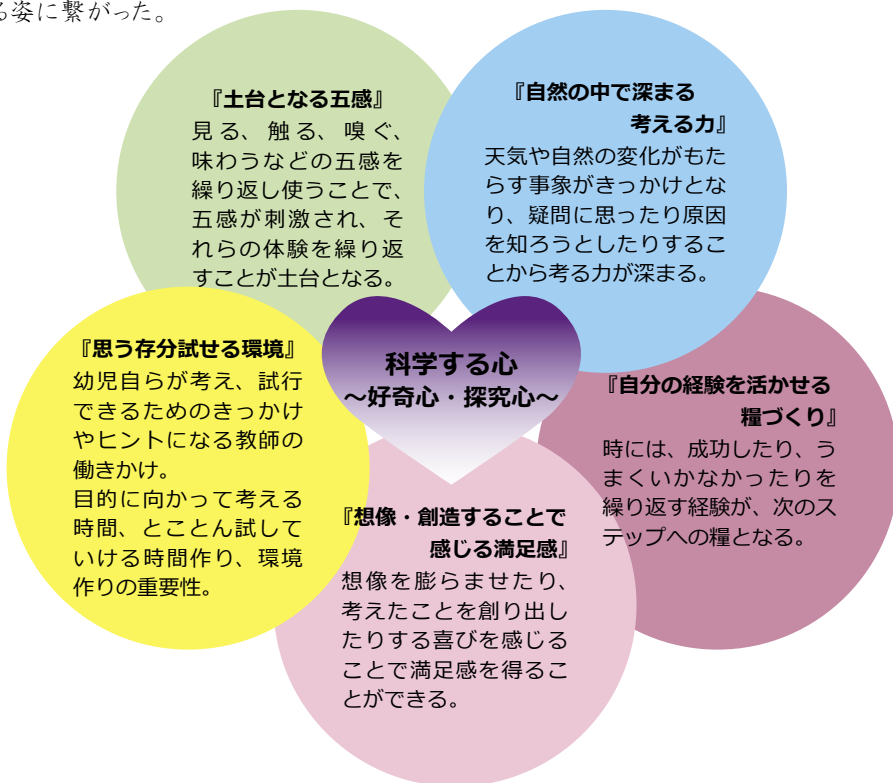 る姿に繋がった。
『土台となる五感』
見る、触る、嗅ぐ、
味わうなどの五感を
繰り返し使うことで、
五感が刺激され、そ
れらの体験を繰り返
すことが土台となる。
『自然の中で深まる
考える力』
天気や自然の変化がもた
らす事象がきっかけとな
り、疑問に思ったり原因
を知ろうとしたりするこ
とから考る力が深まる。
『思う存分試せる環境』
幼児自らが考え、試行
できるためのきっかけ
やヒントになる教師の
働きかけ。
目的に向かって考える
時間、とことん試して
いける時間作り、環境
作りの重要性。
科学する心
～好奇心・探究心～
『自分の経験を活かせる
糧づくり』
時には、成功したり、う
まくいかなかったりを
繰り返す経験が、次のス
テップへの糧となる。
『想像・創造することで
感じる満足感』
想像を膨らませたり、
考えたことを創り出し
たりする喜びを感じる
ことで満足感を得るこ
とができる。